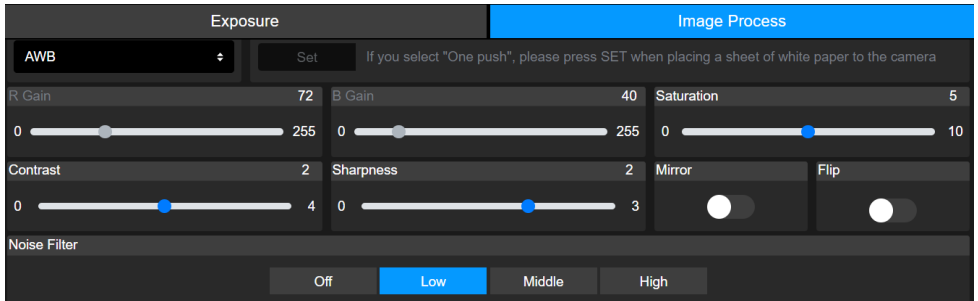 Exposure Image Process
AWB Set If you select "One push", please press SET when placing a sheet of white paper to the camera
R Gain 72 B Gain 40 Saturation 5
0 255 0 255 0 10
Contrast 2 Sharpness 2 Mirror Flip
0 4 0 3
Noise Filter
Off Low Middle High